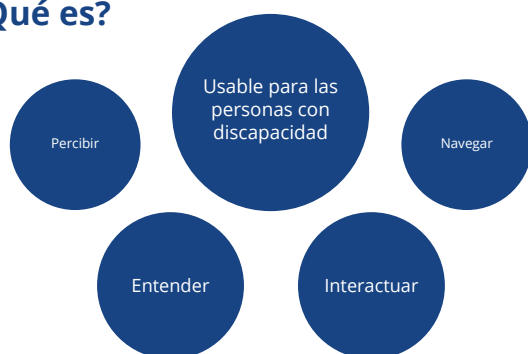 Qué es?
Usable para las
personas con
discapacidad
Percibir
Navegar
Entender
Interactuar